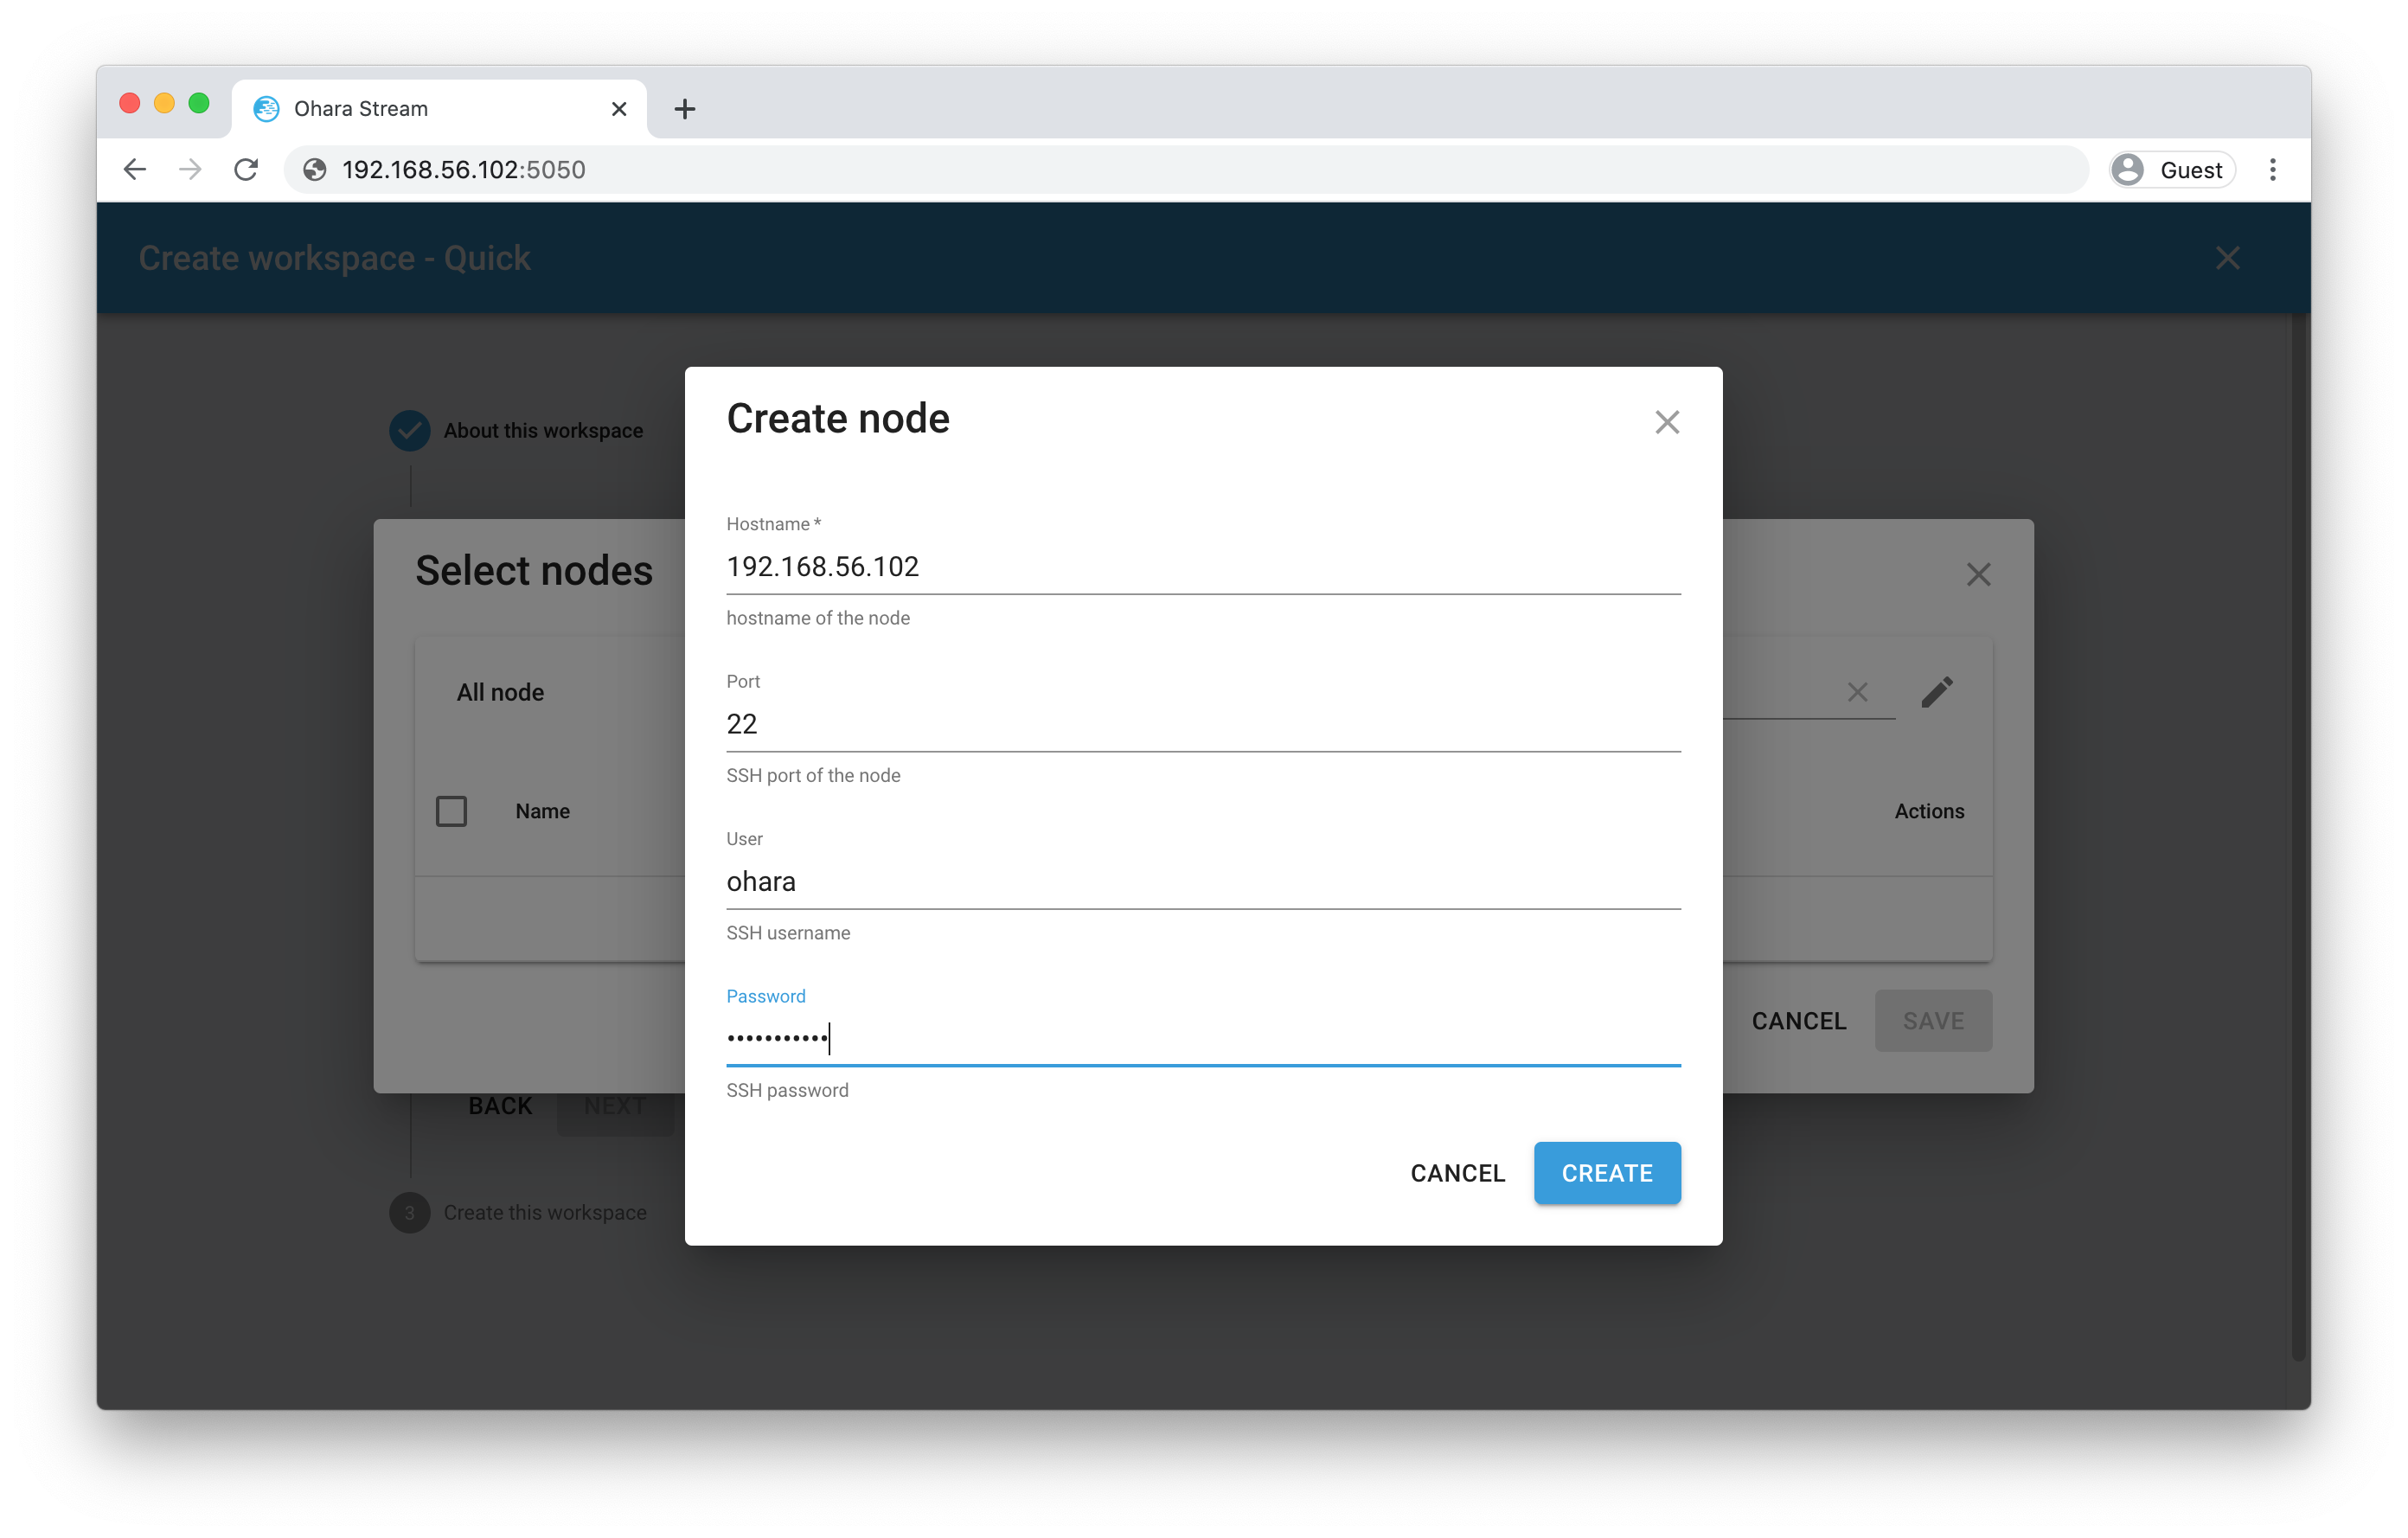 Ohara Stream
192.168.56.102:5050
Guest
Create workspace - Quick
About this workspace
Select nodes
All node
Name
Actions
CANCEL
SAVE
BACK
NEXT
3
Create this workspace
Create node
Hostname *
192.168.56.102
hostname of the node
Port
22
SSH port of the node
User
ohara
SSH username
Password
•••••••••••
SSH password
CANCEL
CREATE